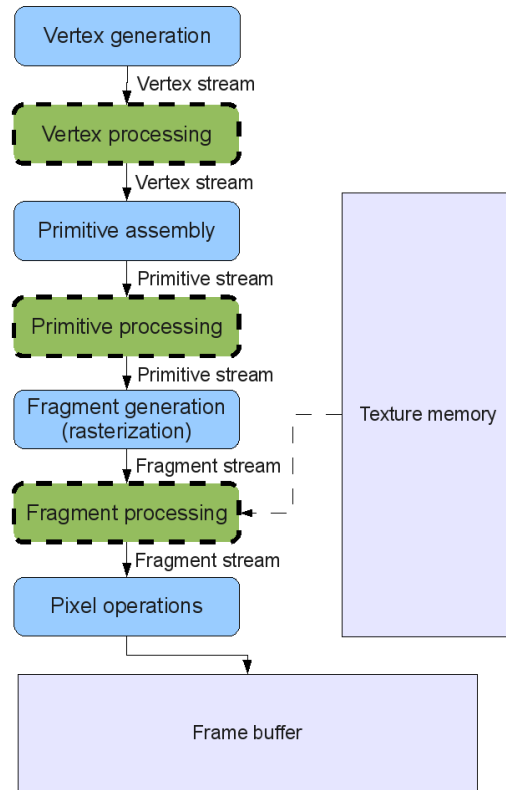 Vertex generation
Vertex stream
Vertex processing
Vertex stream
Primitive assembly
Primitive stream
Primitive processing
Primitive stream
Fragment generation
(rasterization)
Texture memory
Fragment stream
Fragment processing
Fragment stream
Pixel operations
Frame buffer